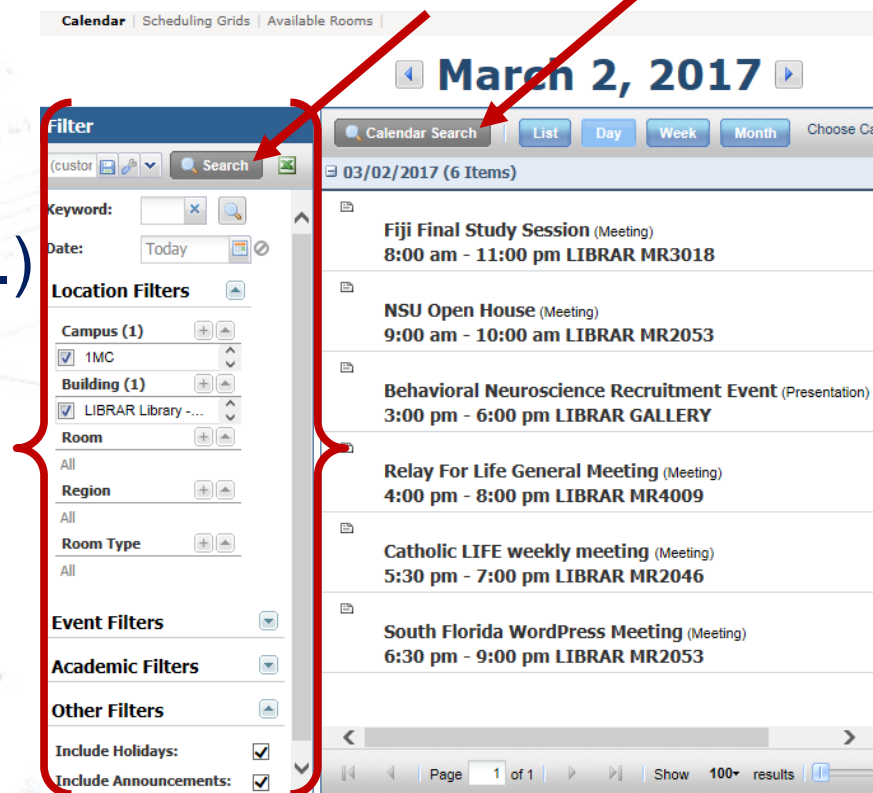 Calendar | Scheduling Grids | Available Rooms |
March 2, 2017
.)
Filter
(custor
Search
Keyword:
Date: Today
Location Filters
Campus (1)
1MC
Building (1)
LIBRAR Library -...
Room
All
Region
All
Room Type
All
Event Filters
Academic Filters
Other Filters
Include Holidays:
Include Announcements:
Calendar Search | List Day Week Month Choose Ca
03/02/2017 (6 Items)
Fiji Final Study Session (Meeting)
8:00 am - 11:00 pm LIBRAR MR3018
NSU Open House (Meeting)
9:00 am - 10:00 am LIBRAR MR2053
Behavioral Neuroscience Recruitment Event (Presentation)
3:00 pm - 6:00 pm LIBRAR GALLERY
Relay For Life General Meeting (Meeting)
4:00 pm - 8:00 pm LIBRAR MR4009
Catholic LIFE weekly meeting (Meeting)
5:30 pm - 7:00 pm LIBRAR MR2046
South Florida WordPress Meeting (Meeting)
6:30 pm - 9:00 pm LIBRAR MR2053
Page 1 of 1 Show 100 results